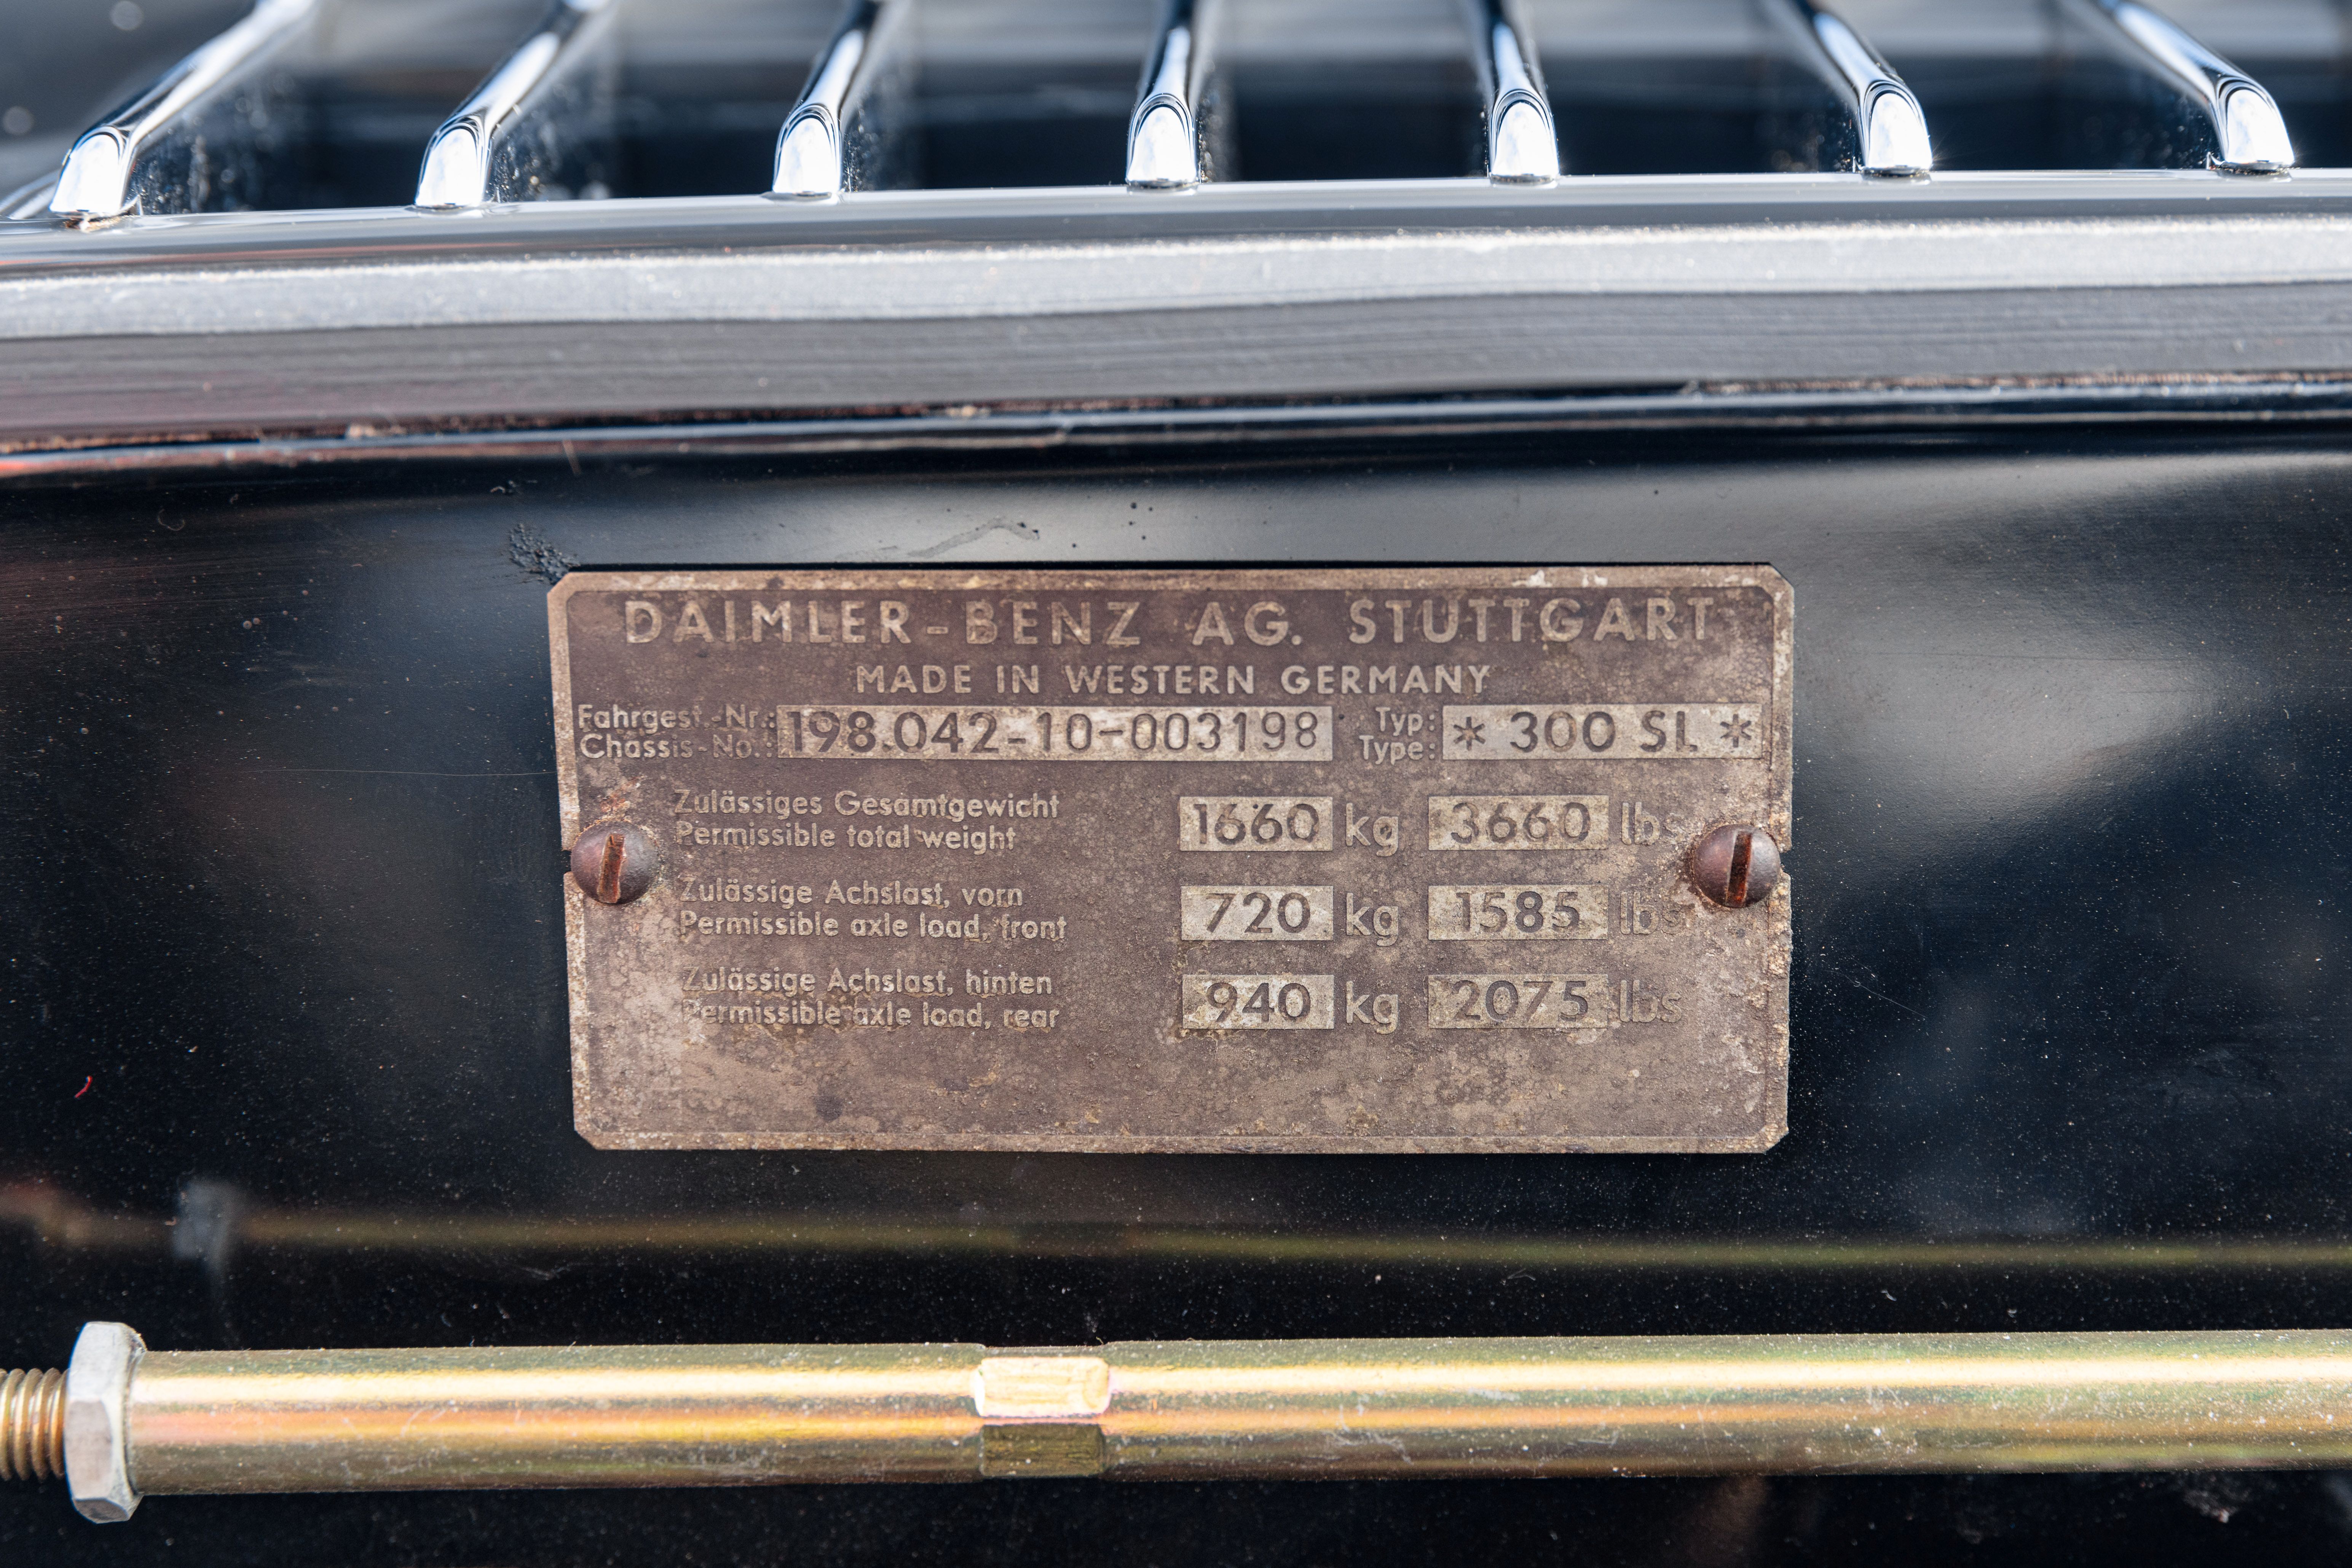 DAIMLER-BENZ AG. STUTTGART
MADE IN WESTERN GERMANY
Fahrgest.-Nr.: 198.042-10-003198 Typ: * 300 SL *
Chassis-No.: Type:
Zulässiges Gesamtgewicht
Permissible total weight 1660 kg 3660 lbs
Zulässige Achslast, vorn
Permissible axle load, front 720 kg 1585 lbs
Zulässige Achslast, hinten
Permissible axle load, rear 940 kg 2075 lbs